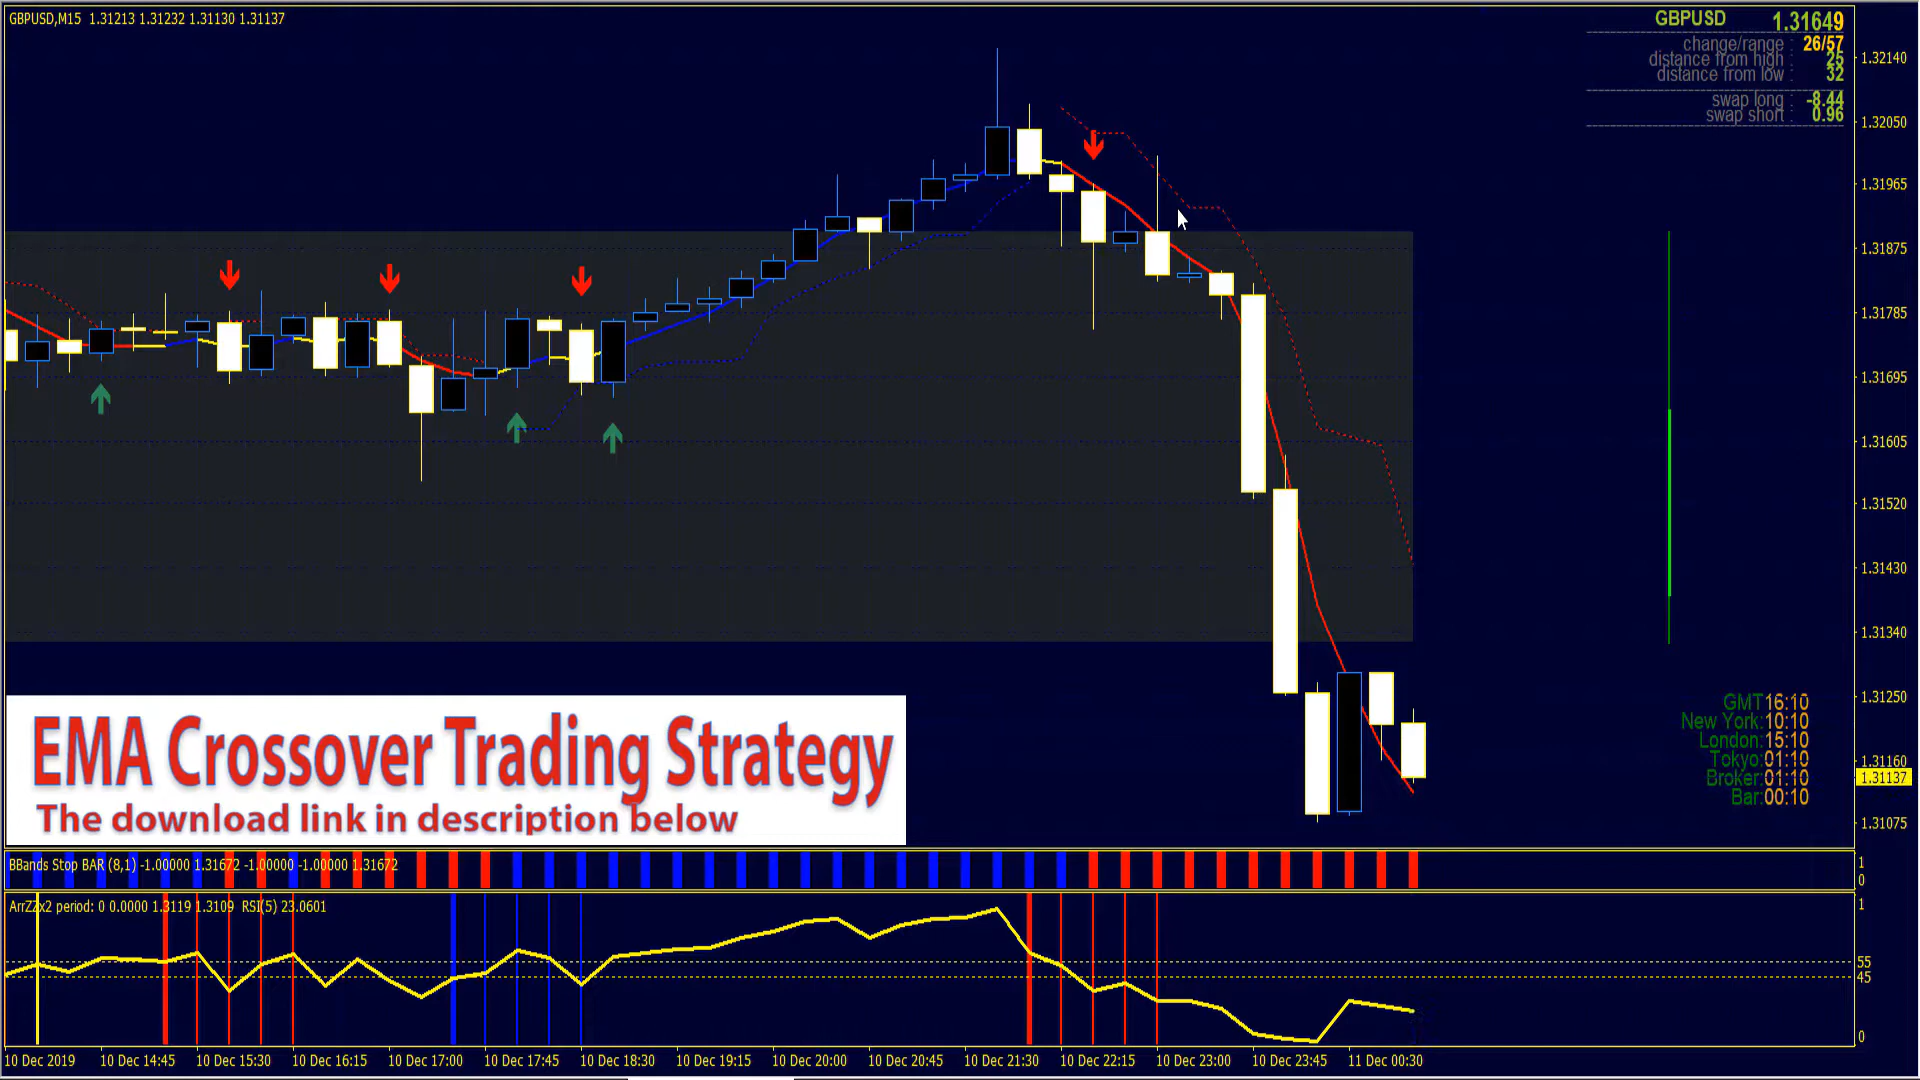 GBPUSD,M15 1.31213 1.31232 1.31130 1.31137
GBPUSD 1.31649
change/range : 26/57
distance from high : 25
distance from low : 32
swap long : -8.44
swap short : 0.96
1.32140
1.32050
1.31965
1.31875
1.31785
1.31695
1.31605
1.31520
1.31430
1.31340
1.31250
1.31160
1.31137
1.31075
GMT 16:10
New York: 10:10
London: 15:10
Tokyo: 01:10
Broker: 01:10
Bar: 00:10
EMA Crossover Trading Strategy
The download link in description below
BBands Stop BAR (8,1) -1.00000 1.31672 -1.00000 -1.00000 1.31672
1
0
ArrZZx2 period: 0 0.0000 1.3119 1.3109 RSI(5) 23.0601
1
55
45
0
10 Dec 2019 10 Dec 14:45 10 Dec 15:30 10 Dec 16:15 10 Dec 17:00 10 Dec 17:45 10 Dec 18:30 10 Dec 19:15 10 Dec 20:00 10 Dec 20:45 10 Dec 21:30 10 Dec 22:15 10 Dec 23:00 10 Dec 23:45 11 Dec 00:30